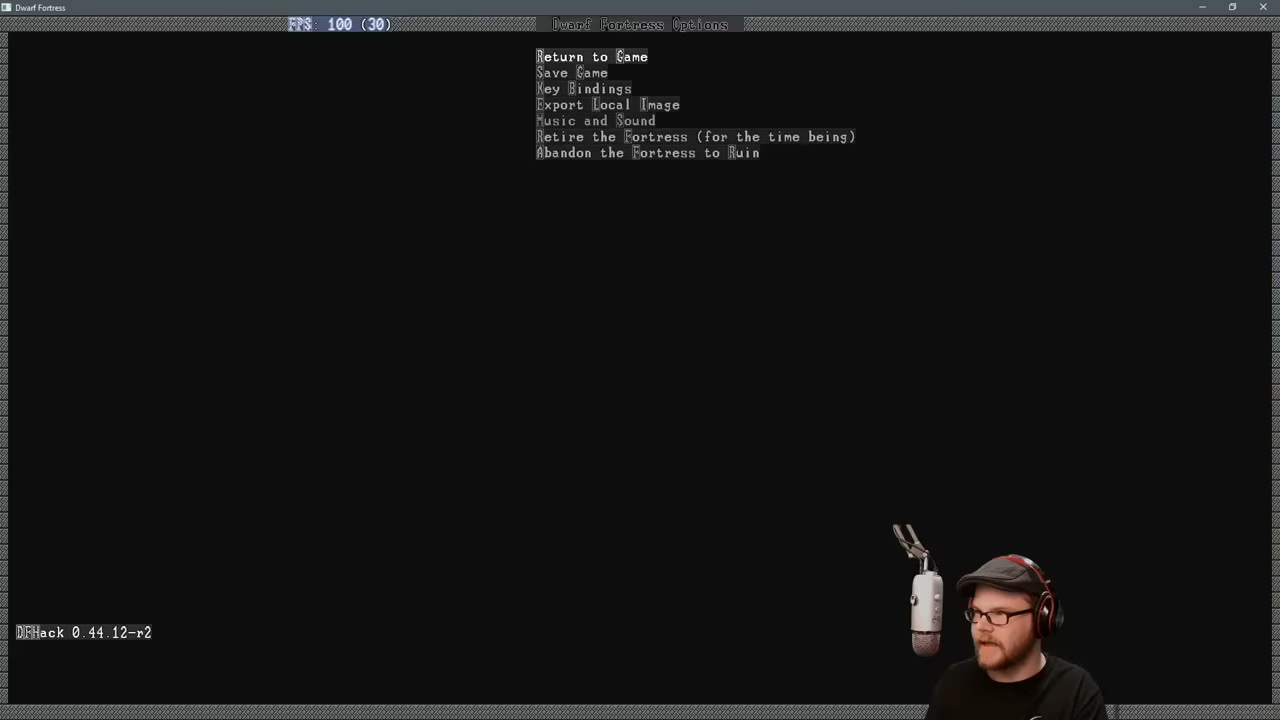 Dwarf Fortress
FPS: 100 (30)
Dwarf Fortress Options
Return to Game
Save Game
Key Bindings
Export Local Image
Music and Sound
Retire the Fortress (for the time being)
Abandon the Fortress to Ruin
DFHack 0.44.12-r2